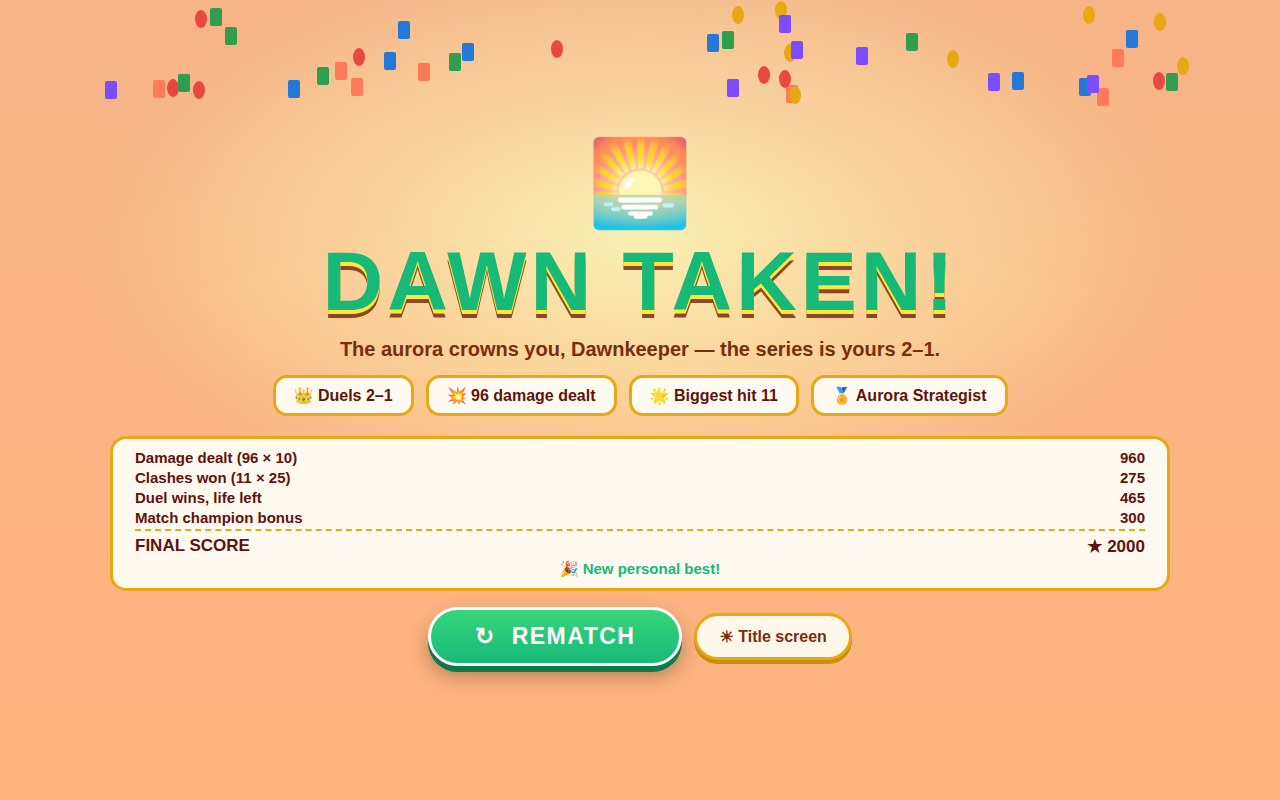 DAWN TAKEN!
The aurora crowns you, Dawnkeeper — the series is yours 2–1.
👑 Duels 2–1 💥 96 damage dealt 🌟 Biggest hit 11 🏅 Aurora Strategist
Damage dealt (96 × 10) 960
Clashes won (11 × 25) 275
Duel wins, life left 465
Match champion bonus 300
FINAL SCORE ★ 2000
🎉 New personal best!
↻ REMATCH ☀ Title screen